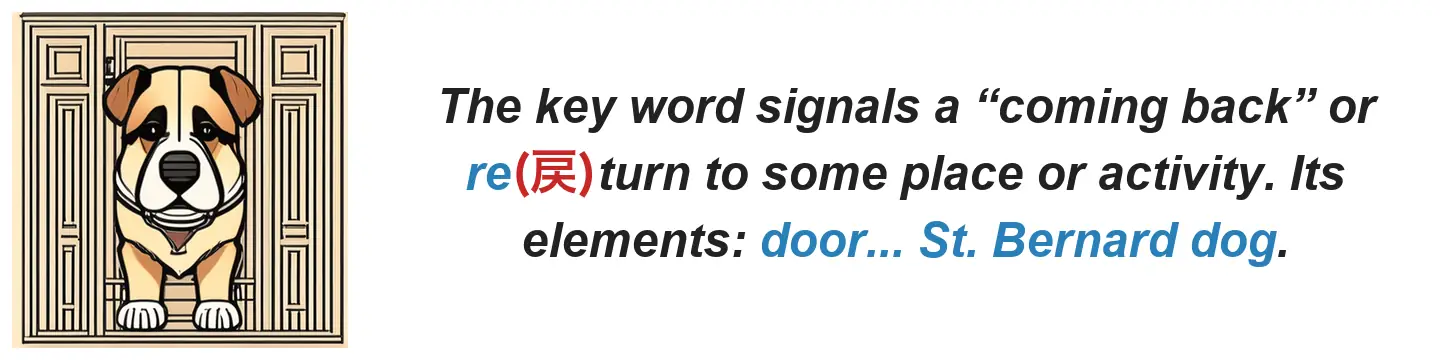 The key word signals a “coming back” or
re(戻)turn to some place or activity. Its
elements: door... St. Bernard dog.